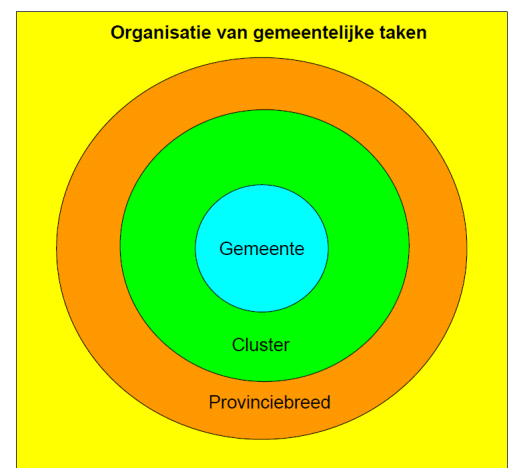 Organisatie van gemeentelijke taken
Gemeente
Cluster
Provinciebreed